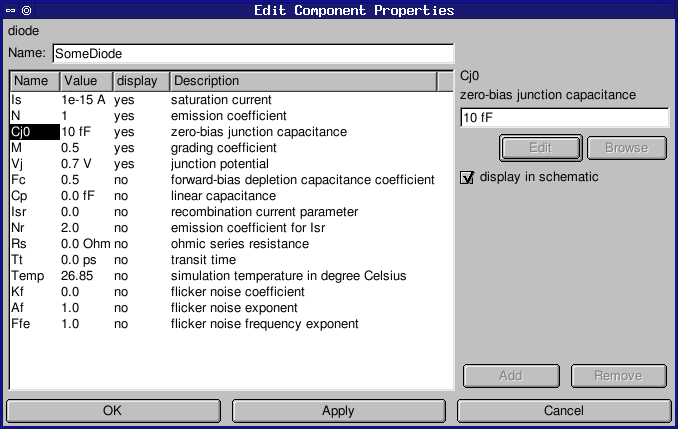 Edit Component Properties
diode
Name: SomeDiode
Name Value display Description
Is 1e-15 A yes saturation current
N 1 yes emission coefficient
Cj0 10 fF yes zero-bias junction capacitance
M 0.5 yes grading coefficient
Vj 0.7 V yes junction potential
Fc 0.5 no forward-bias depletion capacitance coefficient
Cp 0.0 fF no linear capacitance
Isr 0.0 no recombination current parameter
Nr 2.0 no emission coefficient for Isr
Rs 0.0 Ohm no ohmic series resistance
Tt 0.0 ps no transit time
Temp 26.85 no simulation temperature in degree Celsius
Kf 0.0 no flicker noise coefficient
Af 1.0 no flicker noise exponent
Ffe 1.0 no flicker noise frequency exponent
Cj0
zero-bias junction capacitance
10 fF
Edit Browse
display in schematic
Add Remove
OK Apply Cancel